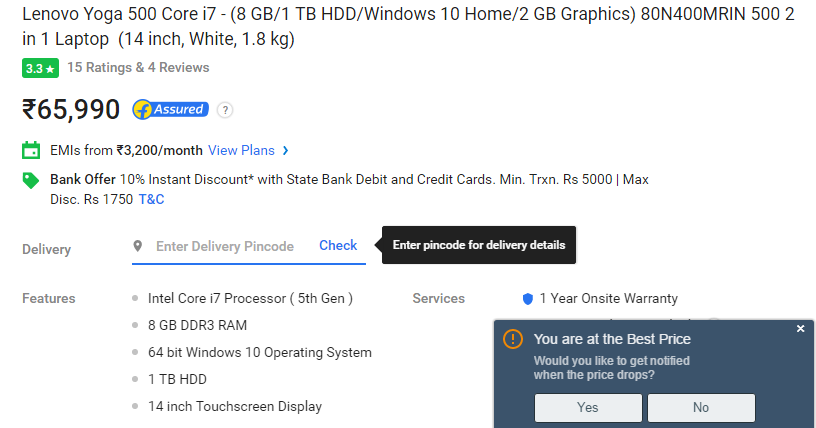 Lenovo Yoga 500 Core i7 - (8 GB/1 TB HDD/Windows 10 Home/2 GB Graphics) 80N400MRIN 500 2
in 1 Laptop (14 inch, White, 1.8 kg)
3.3★ 15 Ratings & 4 Reviews
₹65,990 f Assured ?
EMIs from ₹3,200/month View Plans ›
Bank Offer 10% Instant Discount* with State Bank Debit and Credit Cards. Min. Trxn. Rs 5000 | Max
Disc. Rs 1750 T&C
Delivery Enter Delivery Pincode Check Enter pincode for delivery details
Features • Intel Core i7 Processor ( 5th Gen ) Services 1 Year Onsite Warranty
• 8 GB DDR3 RAM
• 64 bit Windows 10 Operating System
• 1 TB HDD
• 14 inch Touchscreen Display
You are at the Best Price ×
Would you like to get notified
when the price drops?
Yes No